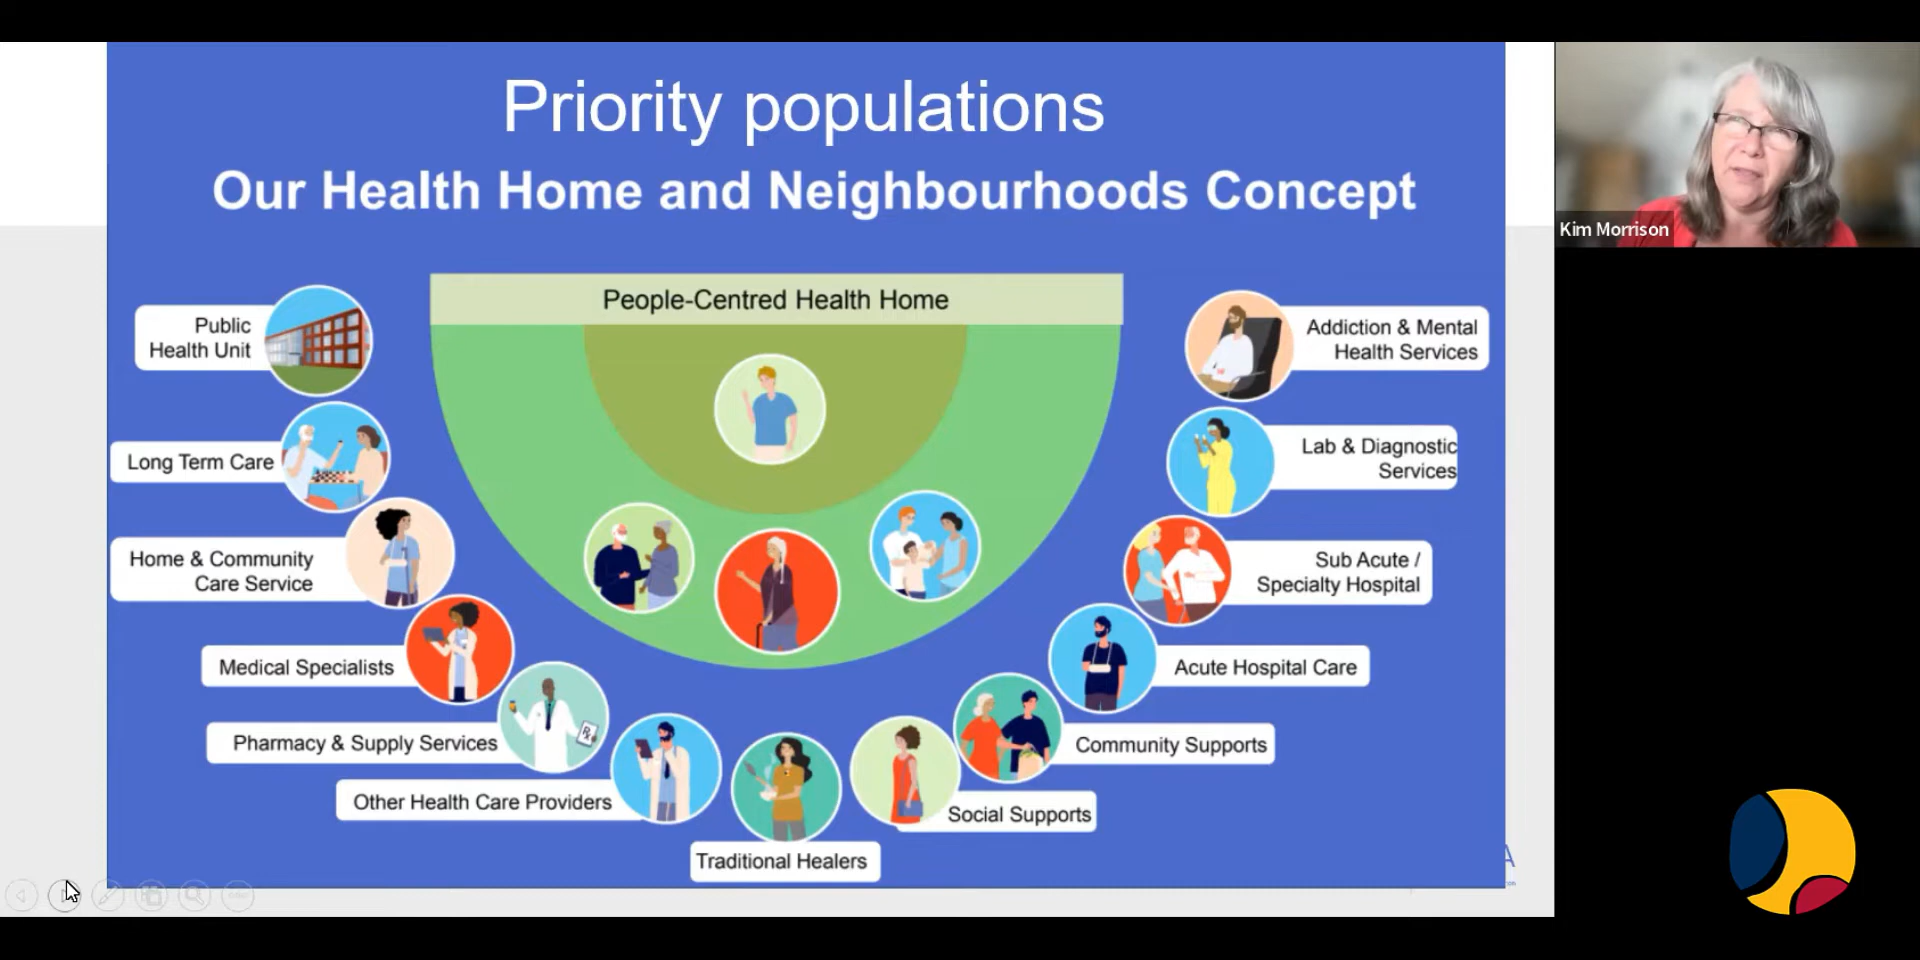 Priority populations
Our Health Home and Neighbourhoods Concept
Kim Morrison
People-Centred Health Home
Public
Health Unit
Long Term Care
Home & Community
Care Service
Medical Specialists
Pharmacy & Supply Services
Other Health Care Providers
Traditional Healers
Social Supports
Community Supports
Acute Hospital Care
Sub Acute /
Specialty Hospital
Lab & Diagnostic
Services
Addiction & Mental
Health Services